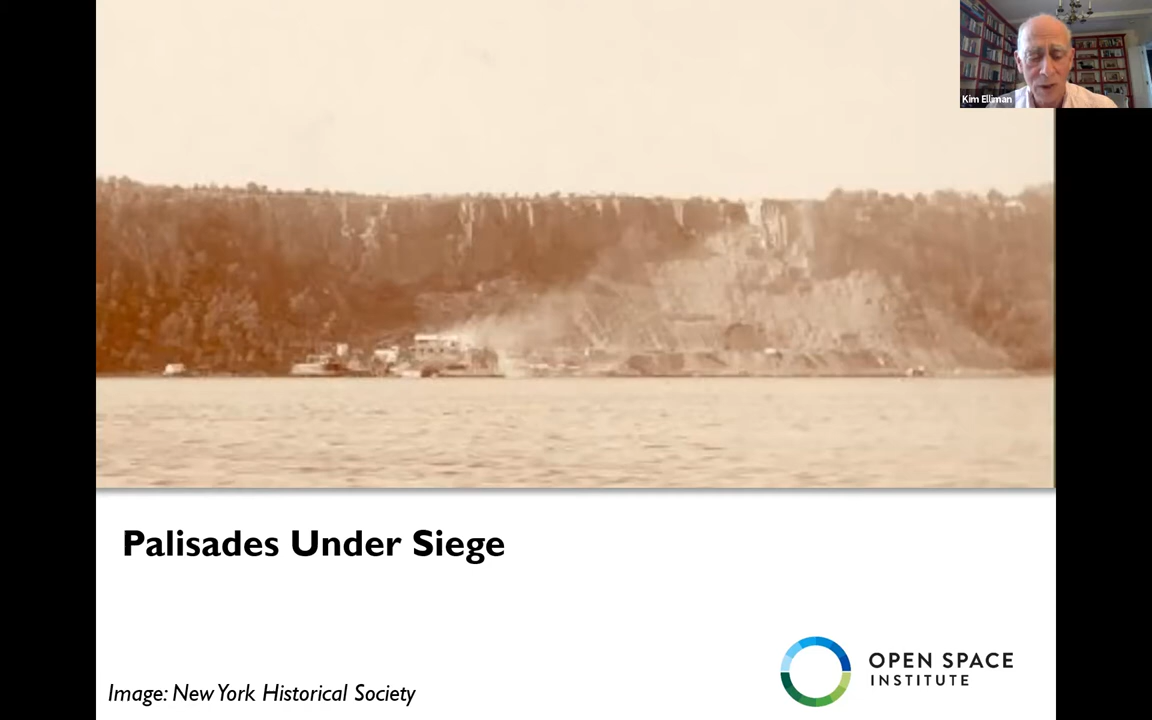 Kim Elliman
Palisades Under Siege
OPEN SPACE
INSTITUTE
Image: New York Historical Society